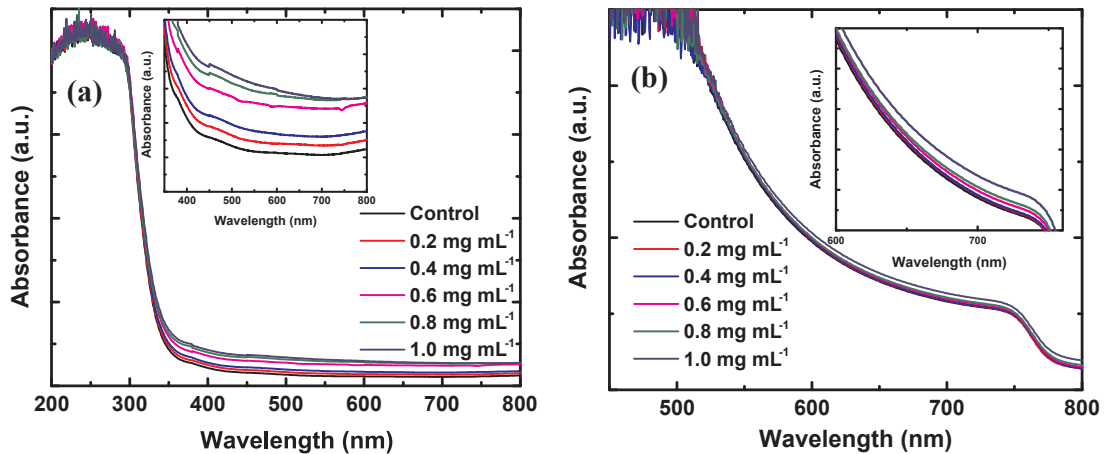 (a)
Absorbance (a.u.)
Absorbance (a.u.)
400 500 600 700 800
Wavelength (nm)
Control
0.2 mg mL⁻¹
0.4 mg mL⁻¹
0.6 mg mL⁻¹
0.8 mg mL⁻¹
1.0 mg mL⁻¹
200 300 400 500 600 700 800
Wavelength (nm)
(b)
Absorbance (a.u.)
Absorbance (a.u.)
600 700
Wavelength (nm)
Control
0.2 mg mL⁻¹
0.4 mg mL⁻¹
0.6 mg mL⁻¹
0.8 mg mL⁻¹
1.0 mg mL⁻¹
500 600 700 800
Wavelength (nm)